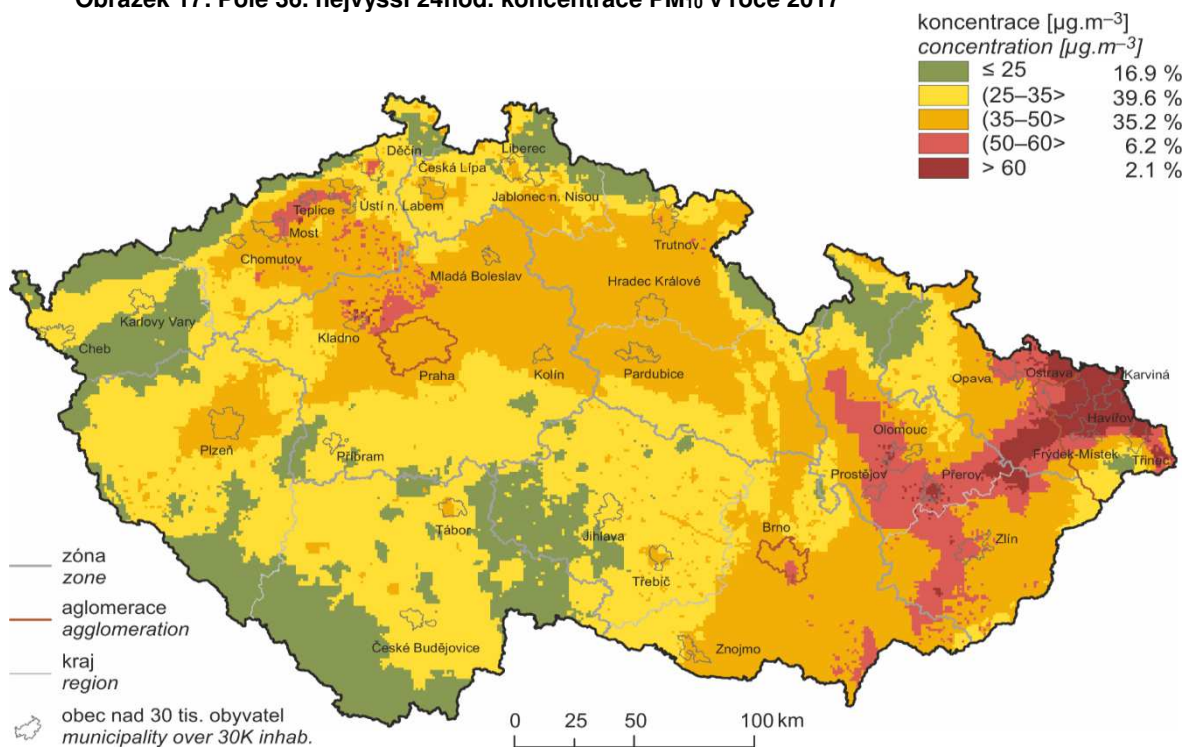 Obrázek 17: Pole 36. nejvyšší 24hod. koncentrace PM₁₀ v roce 2017
koncentrace [µg.m⁻³]
concentration [µg.m⁻³]
≤ 25 16.9 %
(25–35> 39.6 %
(35–50> 35.2 %
(50–60> 6.2 %
> 60 2.1 %
Děčín
Liberec
Česká Lípa
Teplice
Ústí n. Labem
Jablonec n. Nisou
Most
Trutnov
Chomutov
Mladá Boleslav
Hradec Králové
Karlovy Vary
Kladno
Cheb
Praha
Kolín
Pardubice
Opava
Ostrava
Karviná
Havířov
Olomouc
Plzeň
Příbram
Frýdek-Místek
Třinec
Prostějov
Přerov
Tábor
Jihlava
Brno
Zlín
Třebíč
České Budějovice
Znojmo
zóna
zone
aglomerace
agglomeration
kraj
region
obec nad 30 tis. obyvatel
municipality over 30K inhab.
0 25 50 100 km